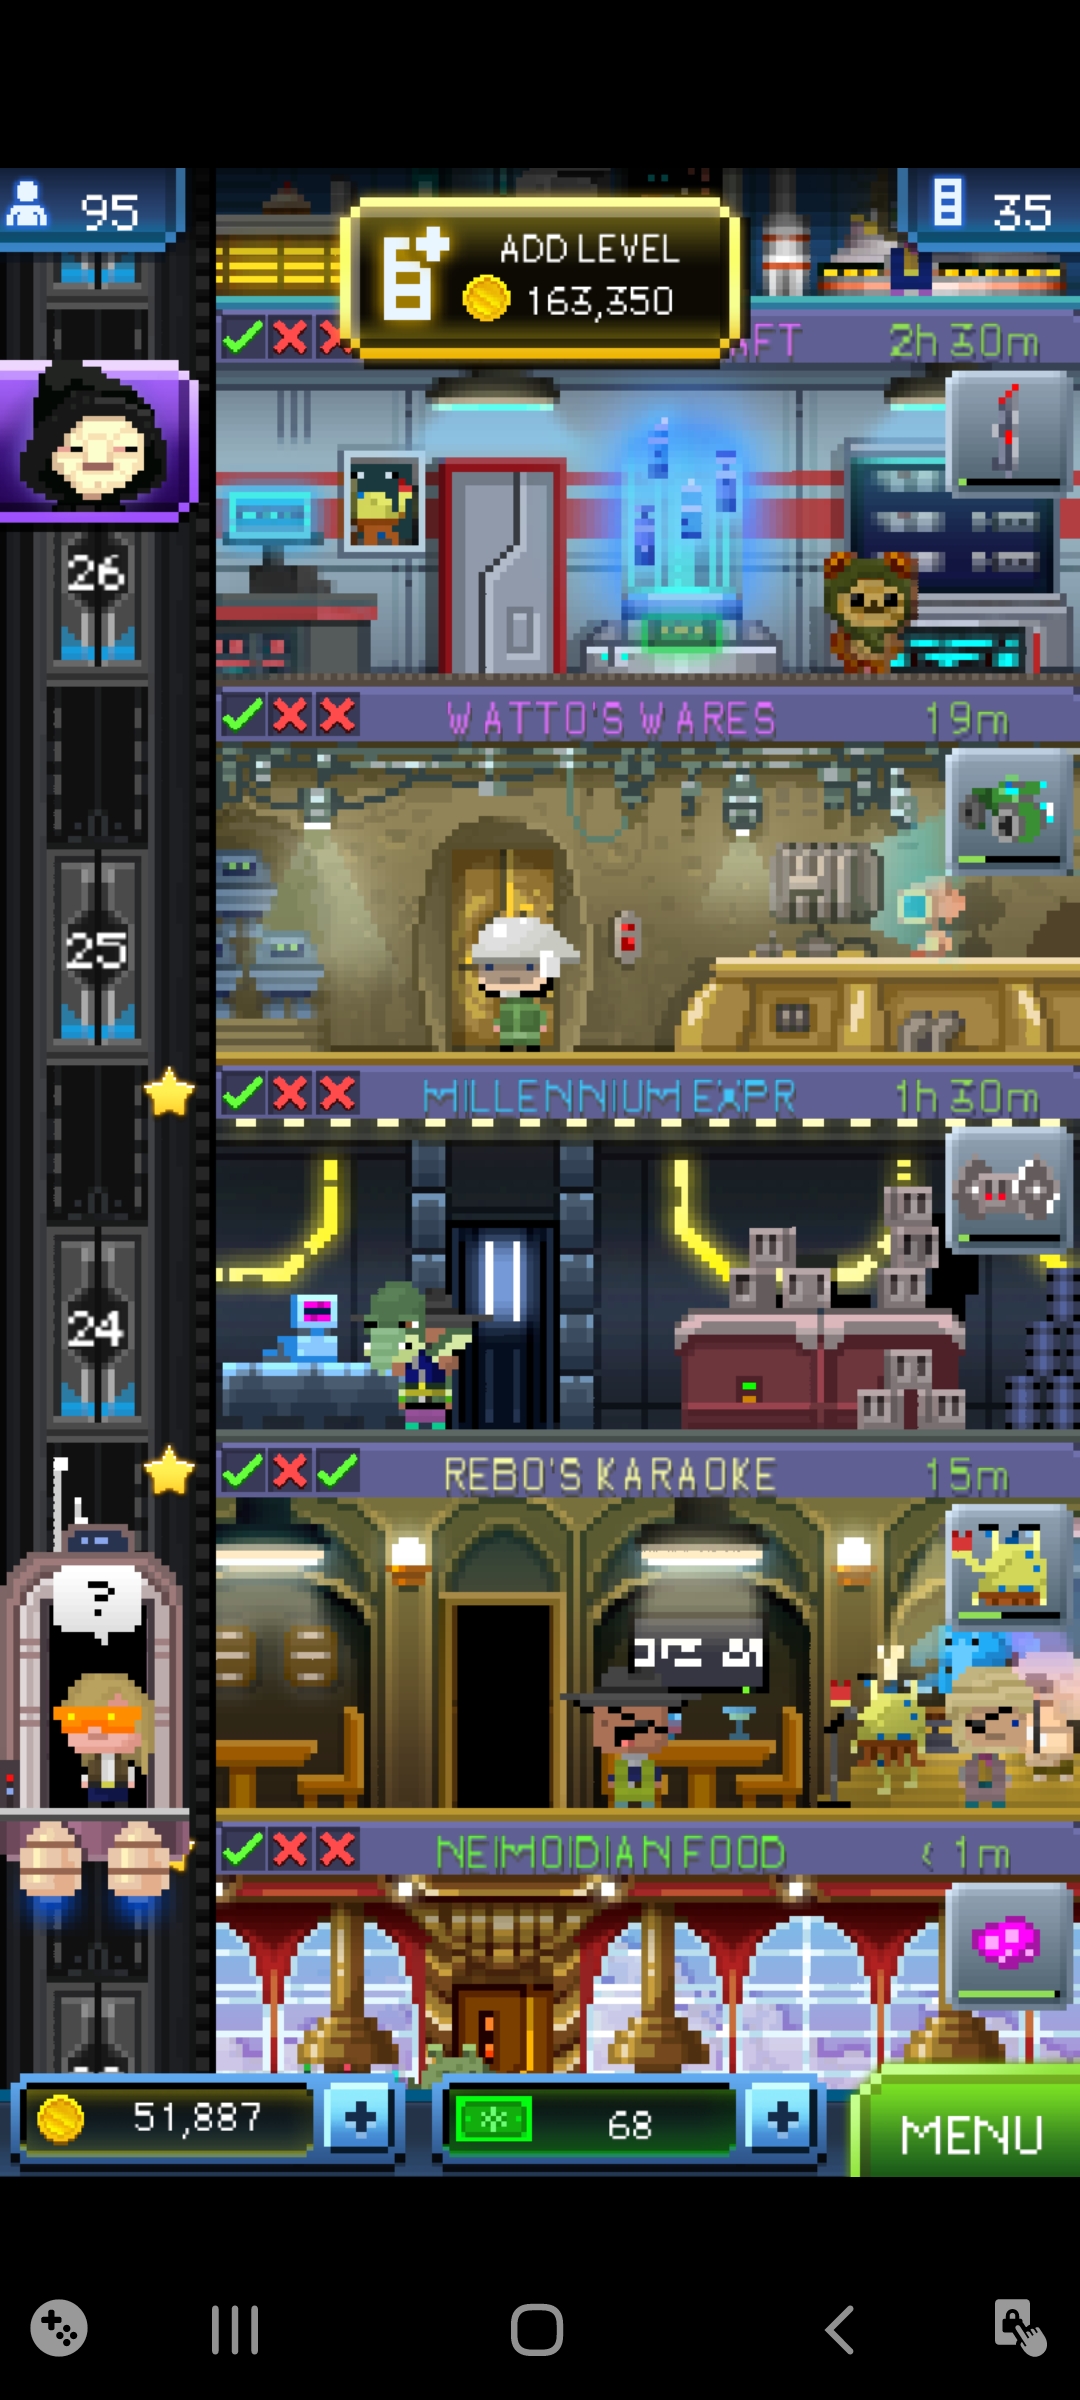 95
35
ADD LEVEL
163,350
2h 30m
26
WATTO'S WARES
19m
25
MILLENNIUM EXPR
1h 30m
24
REBO'S KARAOKE
15m
?
NEIMOIDIAN FOOD
< 1m
51,887
+
68
+
MENU